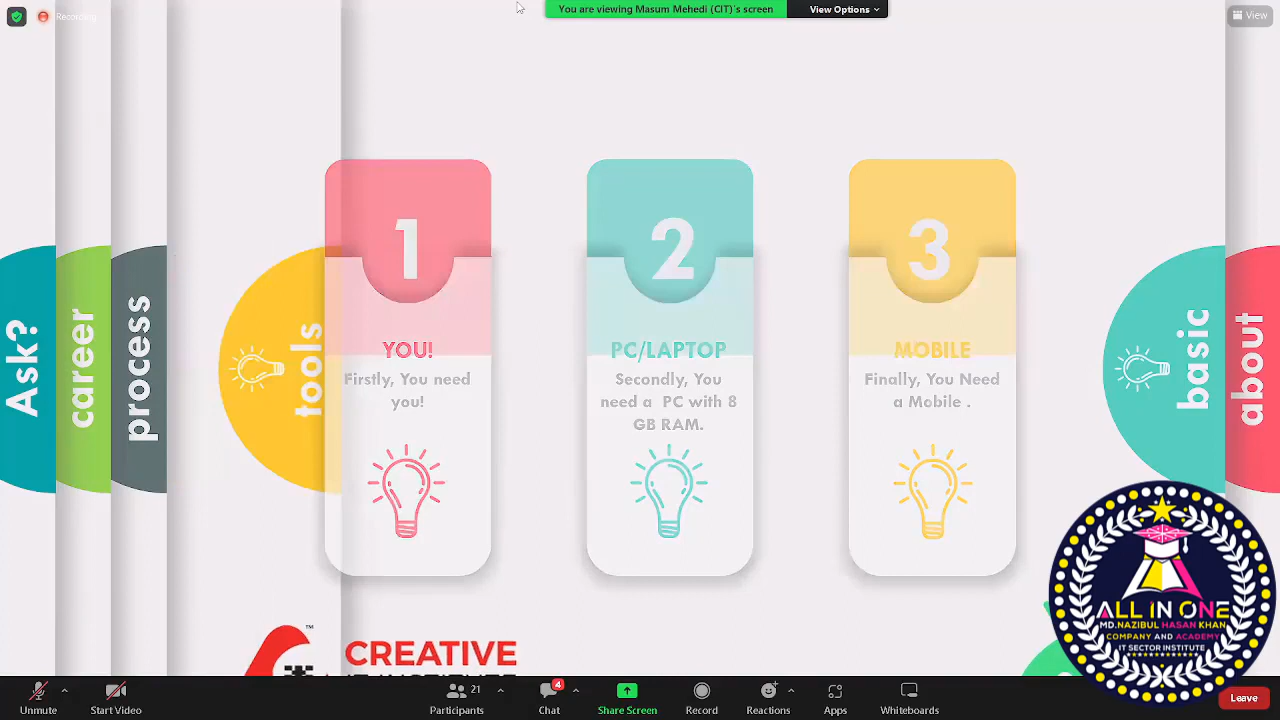 Recording
You are viewing Masum Mehedi (CIT)'s screen
View Options
View
Ask?
career
process
tools
1
YOU!
Firstly, You need
you!
2
PC/LAPTOP
Secondly, You
need a PC with 8
GB RAM.
3
MOBILE
Finally, You Need
a Mobile .
basic
about
CREATIVE
™
ALL IN ONE
MD.NAZIBUL HASAN KHAN
COMPANY AND ACADEMY
IT SECTOR INSTITUTE
Unmute
Start Video
21
Participants
4
Chat
Share Screen
Record
Reactions
Apps
Whiteboards
Leave